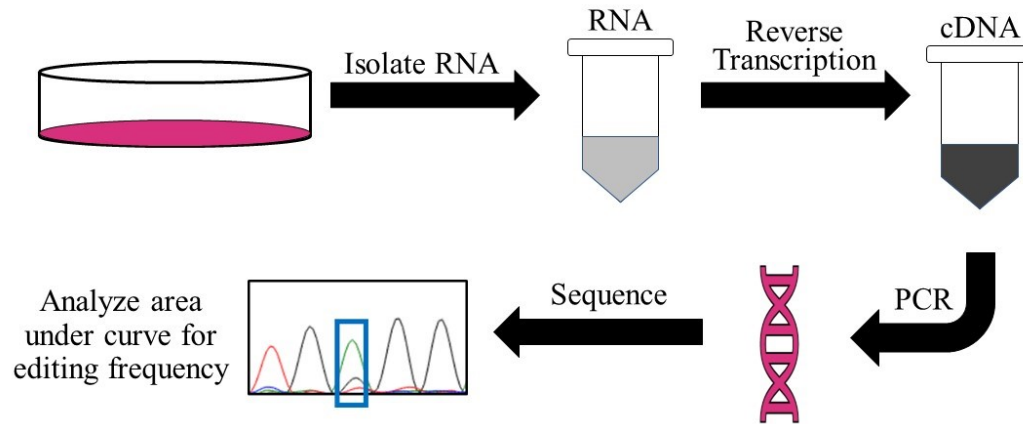 Isolate RNA
RNA
Reverse
Transcription
cDNA
PCR
Sequence
Analyze area
under curve for
editing frequency